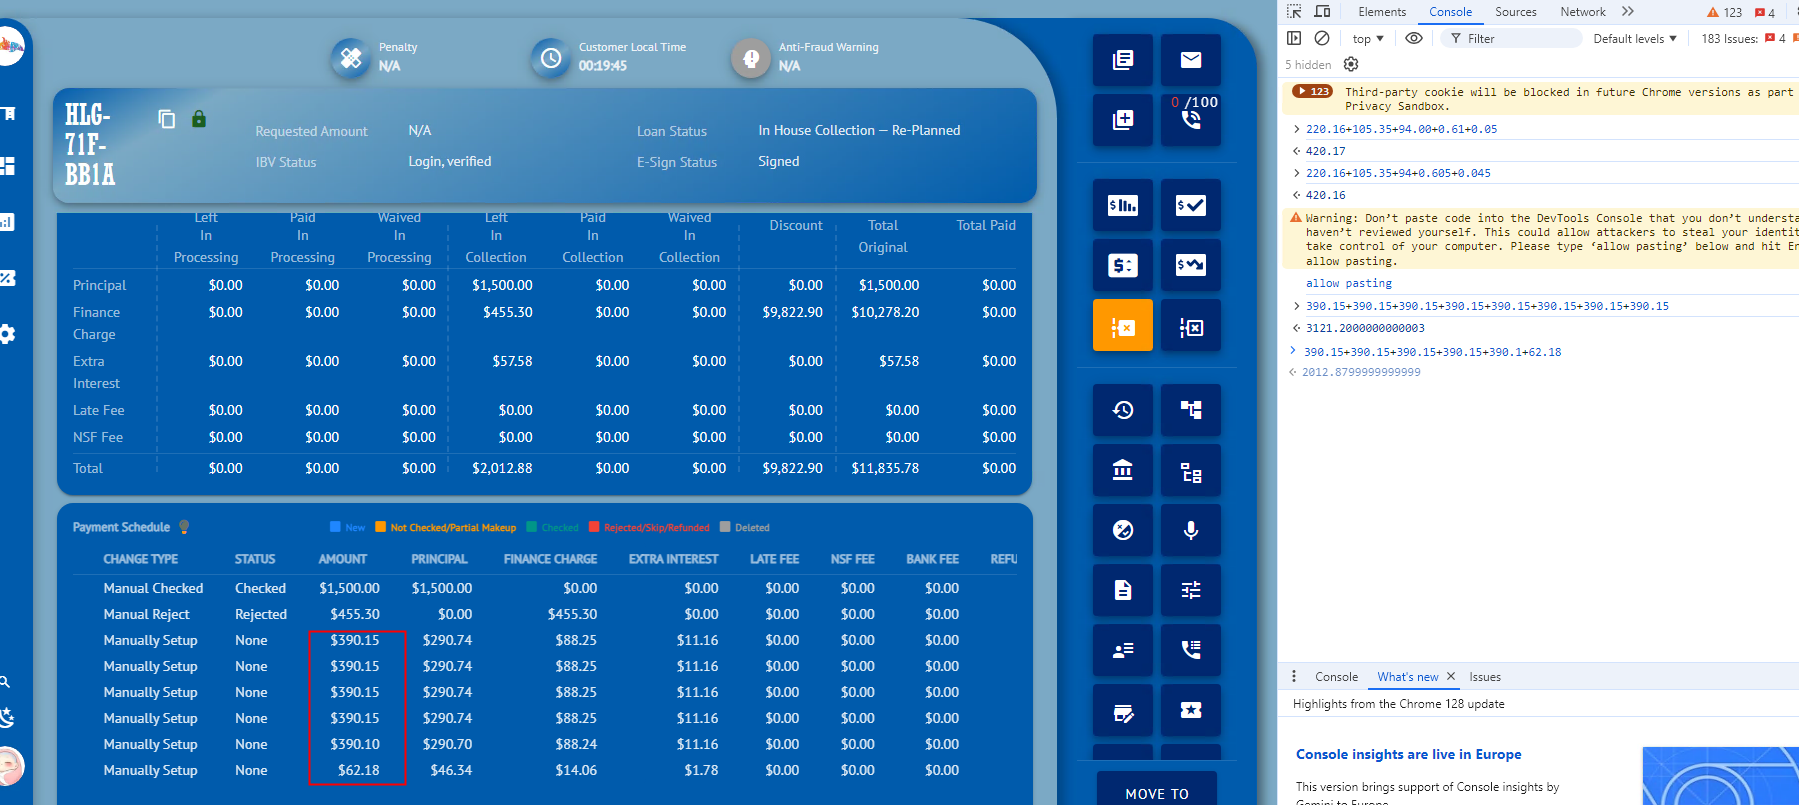 Penalty
N/A
Customer Local Time
00:19:45
Anti-Fraud Warning
N/A
HLG-
71F-
BB1A
Requested Amount N/A Loan Status In House Collection — Re-Planned
IBV Status Login, verified E-Sign Status Signed
0 /100
Left In Processing Paid In Processing Waived In Processing Left In Collection Paid In Collection Waived In Collection Discount Total Original Total Paid
Principal $0.00 $0.00 $0.00 $1,500.00 $0.00 $0.00 $0.00 $1,500.00 $0.00
Finance Charge $0.00 $0.00 $0.00 $455.30 $0.00 $0.00 $9,822.90 $10,278.20 $0.00
Extra Interest $0.00 $0.00 $0.00 $57.58 $0.00 $0.00 $0.00 $57.58 $0.00
Late Fee $0.00 $0.00 $0.00 $0.00 $0.00 $0.00 $0.00 $0.00 $0.00
NSF Fee $0.00 $0.00 $0.00 $0.00 $0.00 $0.00 $0.00 $0.00 $0.00
Total $0.00 $0.00 $0.00 $2,012.88 $0.00 $0.00 $9,822.90 $11,835.78 $0.00
Payment Schedule New Not Checked/Partial Makeup Checked Rejected/Skip/Refunded Deleted
CHANGE TYPE STATUS AMOUNT PRINCIPAL FINANCE CHARGE EXTRA INTEREST LATE FEE NSF FEE BANK FEE REFU
Manual Checked Checked $1,500.00 $1,500.00 $0.00 $0.00 $0.00 $0.00 $0.00
Manual Reject Rejected $455.30 $0.00 $455.30 $0.00 $0.00 $0.00 $0.00
Manually Setup None $390.15 $290.74 $88.25 $11.16 $0.00 $0.00 $0.00
Manually Setup None $390.15 $290.74 $88.25 $11.16 $0.00 $0.00 $0.00
Manually Setup None $390.15 $290.74 $88.25 $11.16 $0.00 $0.00 $0.00
Manually Setup None $390.15 $290.74 $88.25 $11.16 $0.00 $0.00 $0.00
Manually Setup None $390.10 $290.70 $88.24 $11.16 $0.00 $0.00 $0.00
Manually Setup None $62.18 $46.34 $14.06 $1.78 $0.00 $0.00 $0.00
MOVE TO
Elements Console Sources Network 123 4
top Filter Default levels 183 Issues: 4
5 hidden
123 Third-party cookie will be blocked in future Chrome versions as part
Privacy Sandbox.
220.16+105.35+94.00+0.61+0.05
420.17
220.16+105.35+94+0.605+0.045
420.16
Warning: Don’t paste code into the DevTools Console that you don’t understa
haven’t reviewed yourself. This could allow attackers to steal your identit
take control of your computer. Please type ‘allow pasting’ below and hit En
allow pasting.
allow pasting
390.15+390.15+390.15+390.15+390.15+390.15+390.15+390.15
3121.2000000000003
390.15+390.15+390.15+390.15+390.1+62.18
2012.8799999999999
Console What's new Issues
Highlights from the Chrome 128 update
Console insights are live in Europe
This version brings support of Console insights by
Gemini to Europe